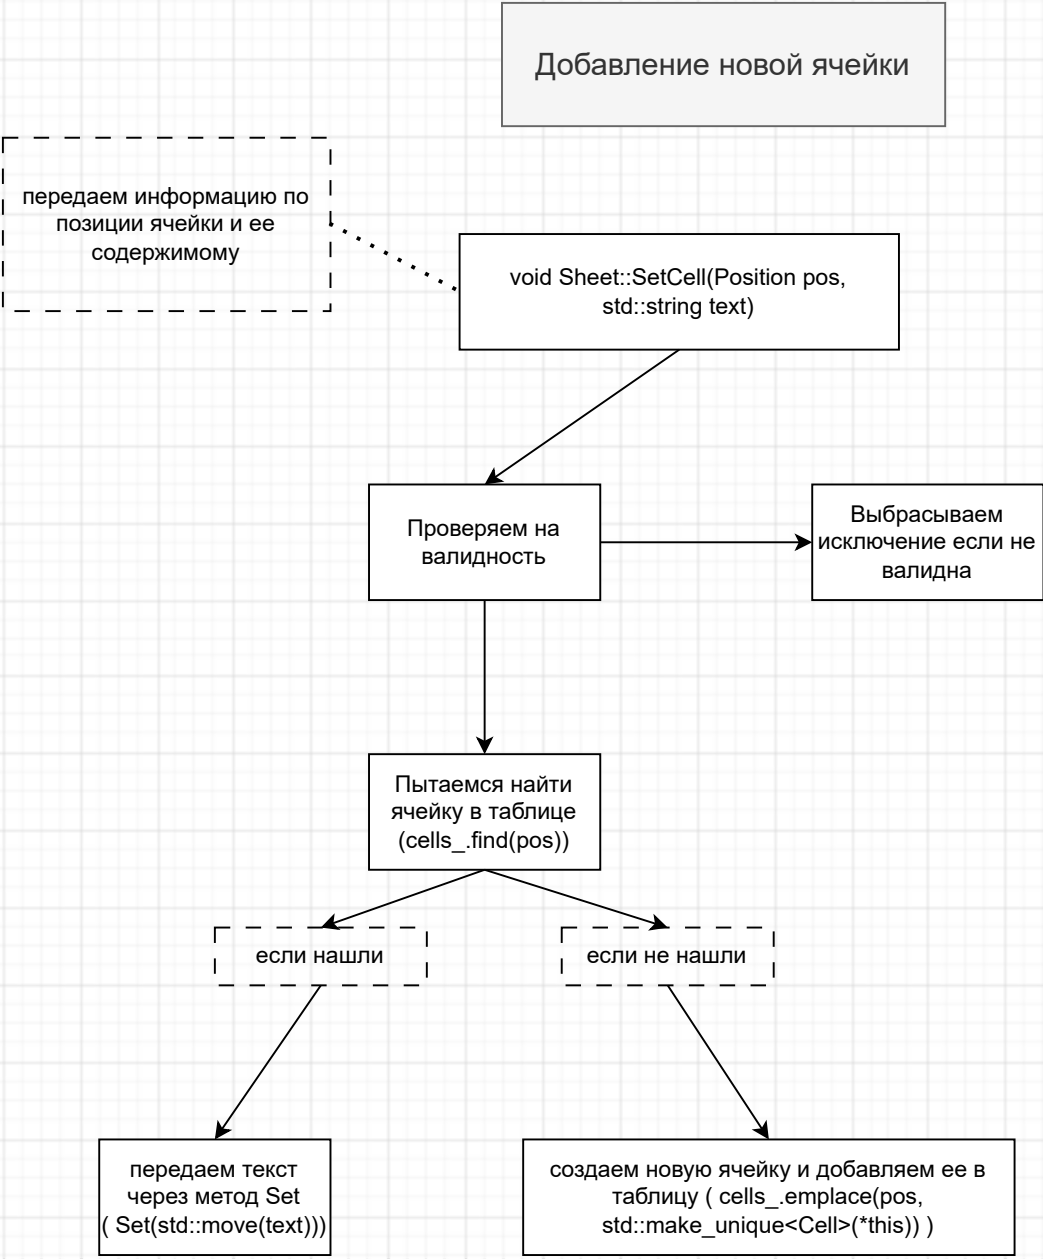 Добавление новой ячейки
передаем информацию по
позиции ячейки и ее
содержимому
void Sheet::SetCell(Position pos,
std::string text)
Проверяем на
валидность
Выбрасываем
исключение если не
валидна
Пытаемся найти
ячейку в таблице
(cells_.find(pos))
если нашли
если не нашли
передаем текст
через метод Set
( Set(std::move(text)))
создаем новую ячейку и добавляем ее в
таблицу ( cells_.emplace(pos,
std::make_unique<Cell>(*this)) )